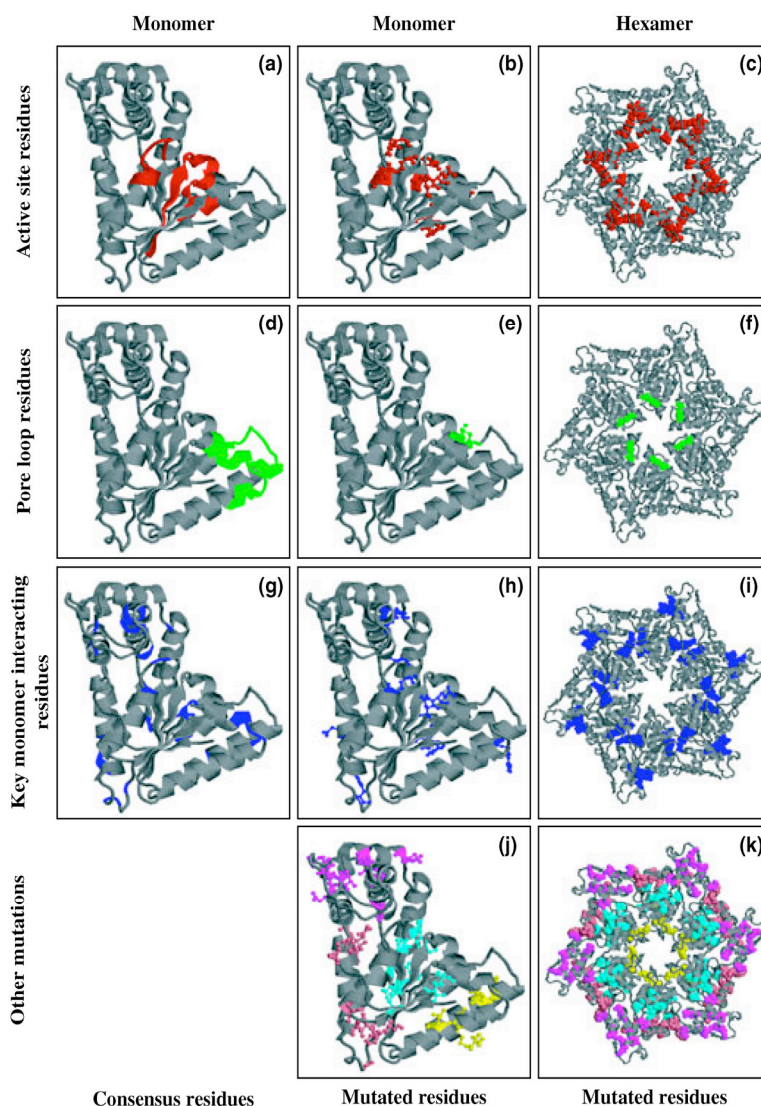 Monomer Monomer Hexamer
Active site residues
(a) (b) (c)
Pore loop residues
(d) (e) (f)
Key monomer interacting
residues
(g) (h) (i)
Other mutations
(j) (k)
Consensus residues Mutated residues Mutated residues